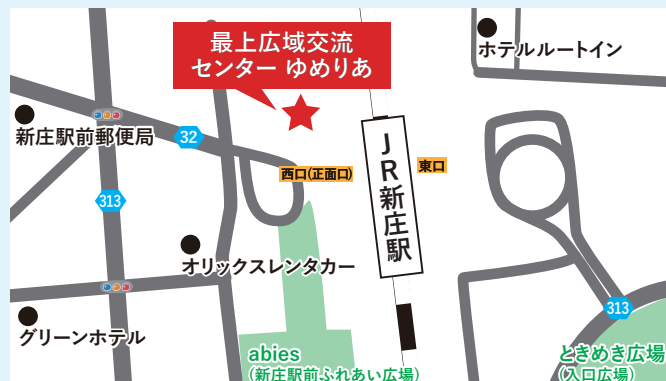 最上広域交流
センター ゆめりあ
ホテルルートイン
新庄駅前郵便局
32
西口(正面口)
JR新庄駅
東口
313
オリックスレンタカー
313
グリーンホテル
abies
(新庄駅前ふれあい広場)
ときめき広場
(入口広場)